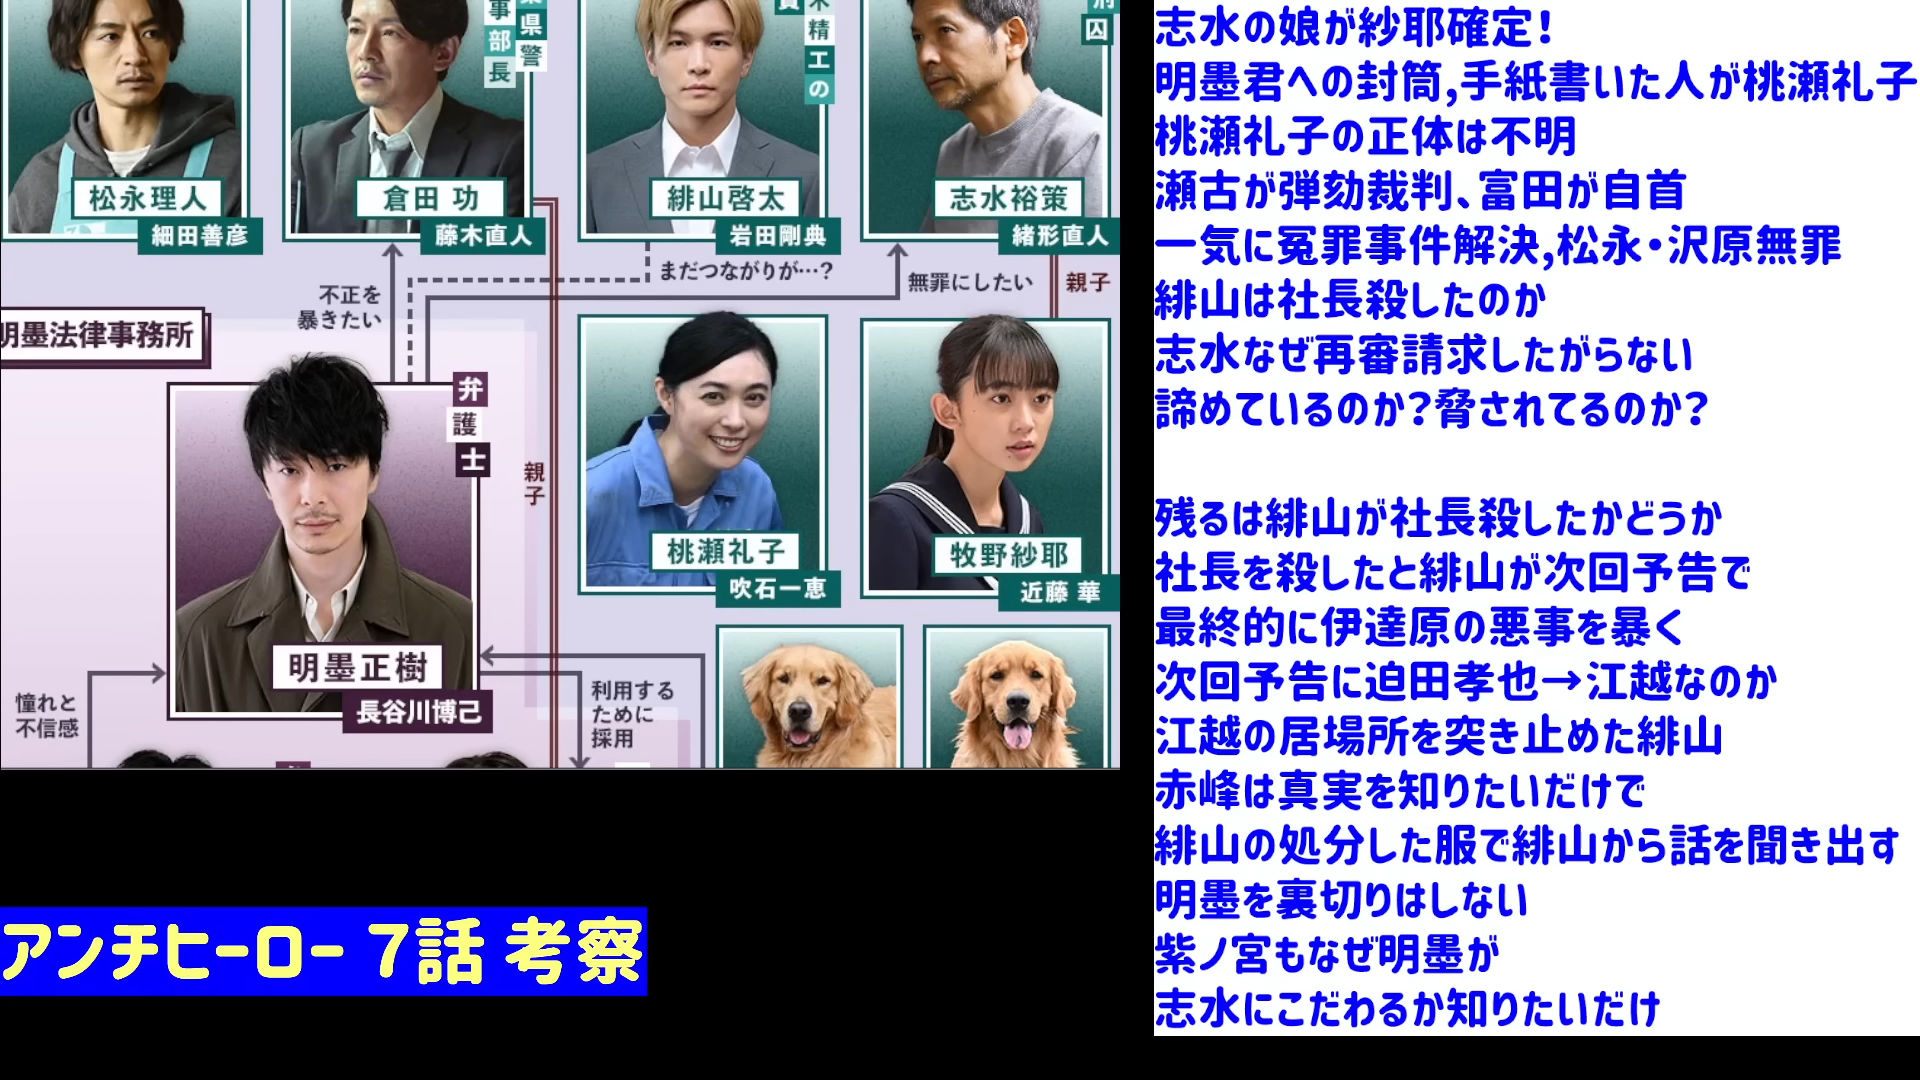 事部長
県警
精工の
囚
松永理人
細田善彦
倉田 功
藤木直人
緋山啓太
岩田剛典
志水裕策
緒形直人
まだつながりが…?
無罪にしたい
親子
不正を
暴きたい
明墨法律事務所
弁護士
親子
桃瀬礼子
吹石一恵
牧野紗耶
近藤 華
明墨正樹
長谷川博己
憧れと
不信感
利用する
ために
採用
アンチヒーロー 7話 考察
志水の娘が紗耶確定!
明墨君への封筒,手紙書いた人が桃瀬礼子
桃瀬礼子の正体は不明
瀬古が弾劾裁判、富田が自首
一気に冤罪事件解決,松永・沢原無罪
緋山は社長殺したのか
志水なぜ再審請求したがらない
諦めているのか?脅されてるのか?
残るは緋山が社長殺したかどうか
社長を殺したと緋山が次回予告で
最終的に伊達原の悪事を暴く
次回予告に迫田孝也→江越なのか
江越の居場所を突き止めた緋山
赤峰は真実を知りたいだけで
緋山の処分した服で緋山から話を聞き出す
明墨を裏切りはしない
紫ノ宮もなぜ明墨が
志水にこだわるか知りたいだけ